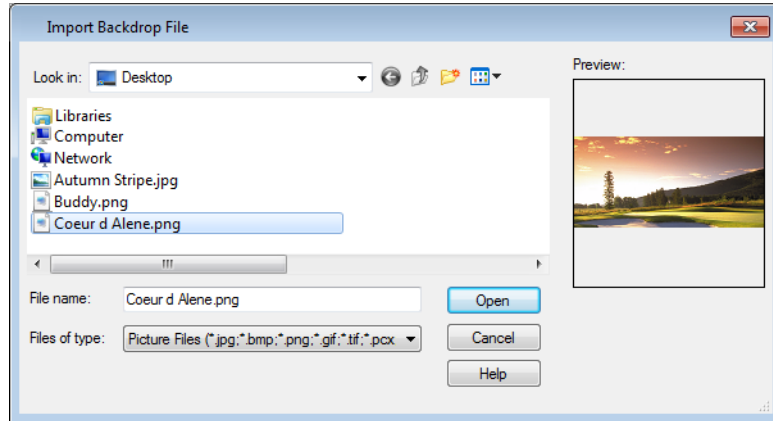 Import Backdrop File
Look in: Desktop
Preview:
Libraries
Computer
Network
Autumn Stripe.jpg
Buddy.png
Coeur d Alene.png
File name: Coeur d Alene.png Open
Files of type: Picture Files (*.jpg;*.bmp;*.png;*.gif;*.tif;*.pcx Cancel
Help